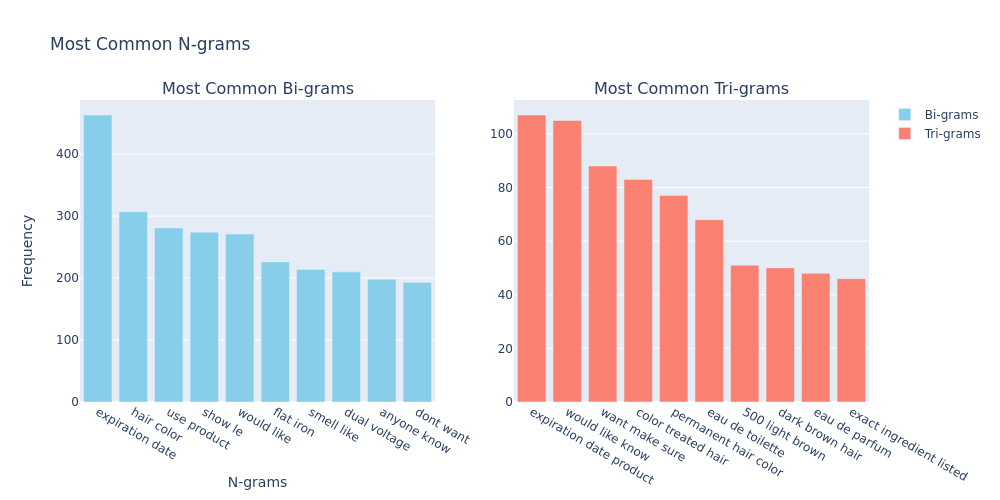 Most Common N-grams
Most Common Bi-grams
Most Common Tri-grams
Bi-grams
Tri-grams
Frequency
400
300
200
100
0
100
80
60
40
20
0
expiration date
hair color
use product
show le
would like
flat iron
smell like
dual voltage
anyone know
dont want
expiration date product
would like know
want make sure
color treated hair
permanent hair color
eau de toilette
500 light brown
dark brown hair
eau de parfum
exact ingredient listed
N-grams